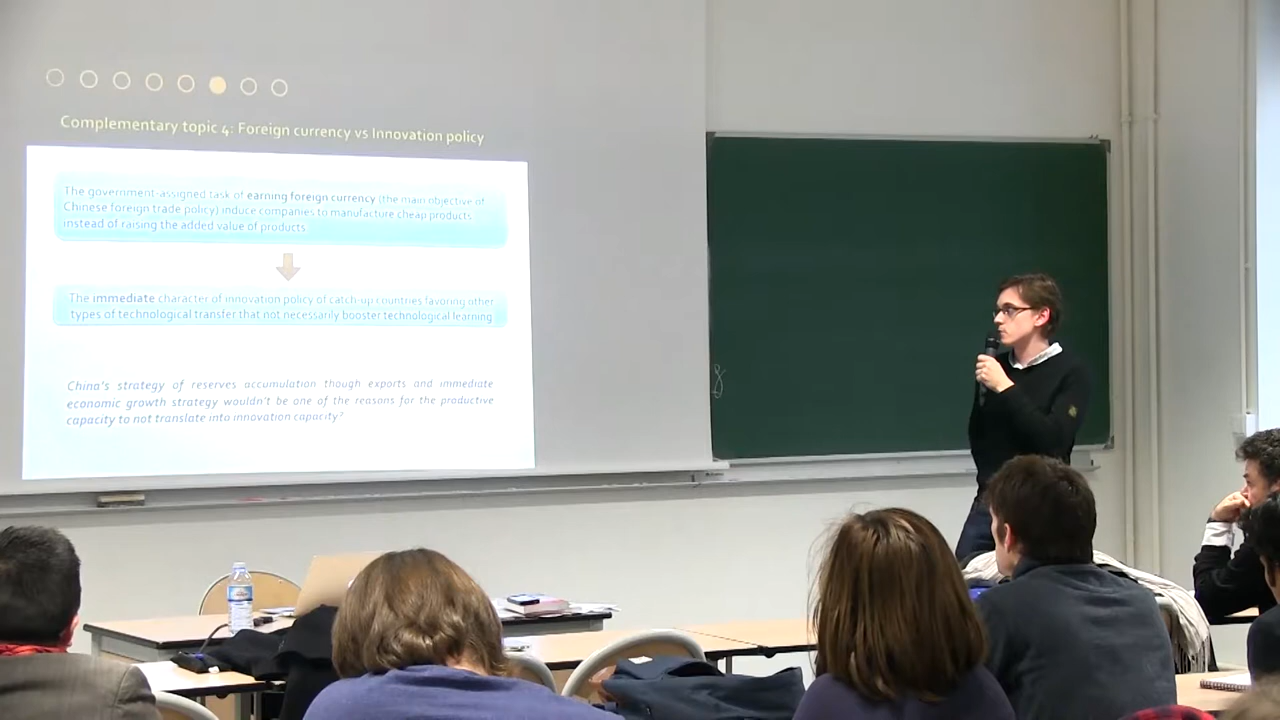 Complementary topic 4: Foreign currency vs Innovation policy
The government-assigned task of earning foreign currency (the main objective of
Chinese foreign trade policy) induce companies to manufacture cheap products
instead of raising the added value of products
The immediate character of innovation policy of catch-up countries favoring other
types of technological transfer that not necessarily booster technological learning
China's strategy of reserves accumulation though exports and immediate
economic growth strategy wouldn't be one of the reasons for the productive
capacity to not translate into innovation capacity?
8